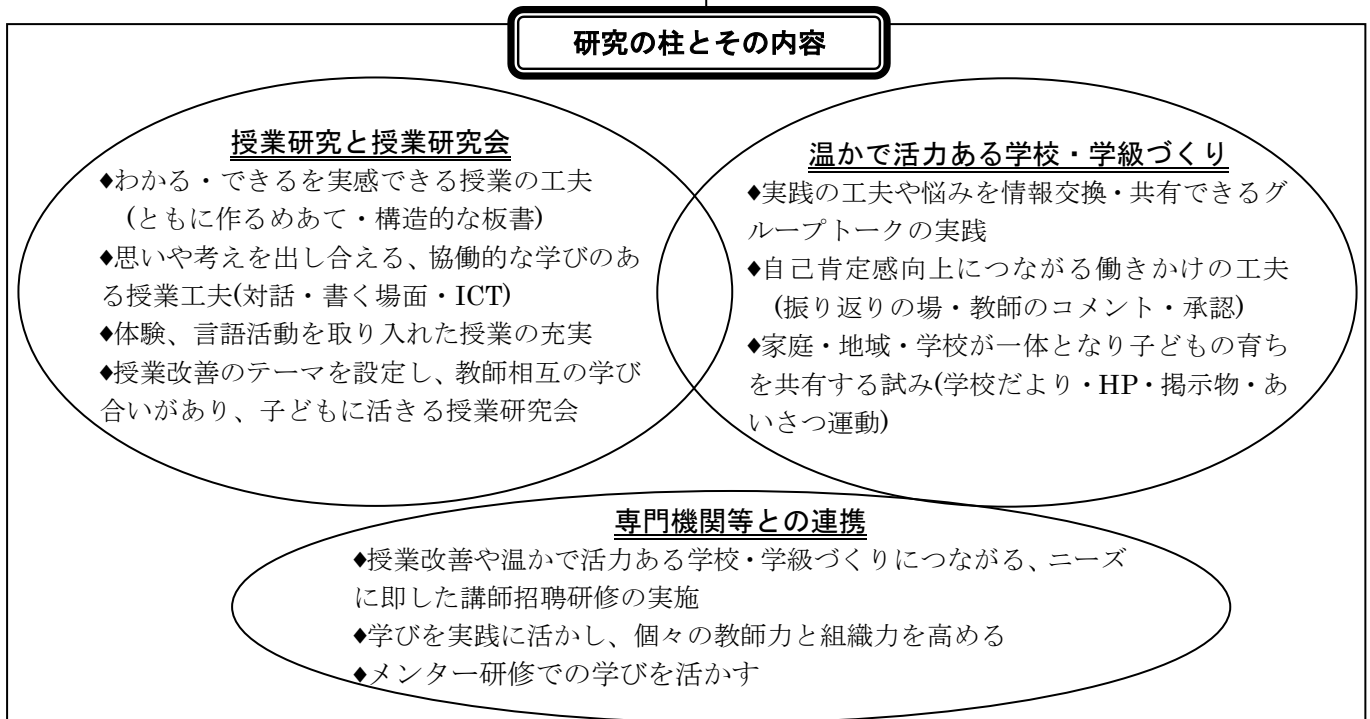 研究の柱とその内容
授業研究と授業研究会
♦わかる・できるを実感できる授業の工夫
(ともに作るめあて・構造的な板書)
♦思いや考えを出し合える、協働的な学びのあ
る授業工夫(対話・書く場面・ICT)
♦体験、言語活動を取り入れた授業の充実
♦授業改善のテーマを設定し、教師相互の学び
合いがあり、子どもに活きる授業研究会
温かで活力ある学校・学級づくり
♦実践の工夫や悩みを情報交換・共有できるグ
ループトークの実践
♦自己肯定感向上につながる働きかけの工夫
(振り返りの場・教師のコメント・承認)
♦家庭・地域・学校が一体となり子どもの育ち
を共有する試み(学校だより・HP・掲示物・あ
いさつ運動)
専門機関等との連携
♦授業改善や温かで活力ある学校・学級づくりにつながる、ニーズ
に即した講師招聘研修の実施
♦学びを実践に活かし、個々の教師力と組織力を高める
♦メンター研修での学びを活かす